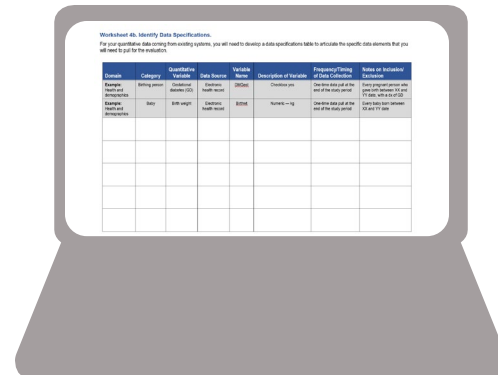 Worksheet 4b. Identify Data Specifications.
For your quantitative data coming from existing systems, you will need to develop a data specifications table to articulate the specific data elements that you
will need to pull for the evaluation.
Domain
Category
Quantitative
Variable
Data Source
Variable
Name
Description of Variable
Frequency/Timing
of Data Collection
Notes on Inclusion/
Exclusion
Example:
Health and
demographics
Birthing person
Gestational
diabetes (GD)
Electronic
health record
Checkbox yes
One-time data pull at the
end of the study period
Every pregnant person who
gave birth between XX and
YY date, with a dx of GD
Example:
Health and
demographics
Baby
Birth weight
Electronic
health record
Numeric —
One-time data pull at the
end of the study period
Every baby born between
XX and YY date